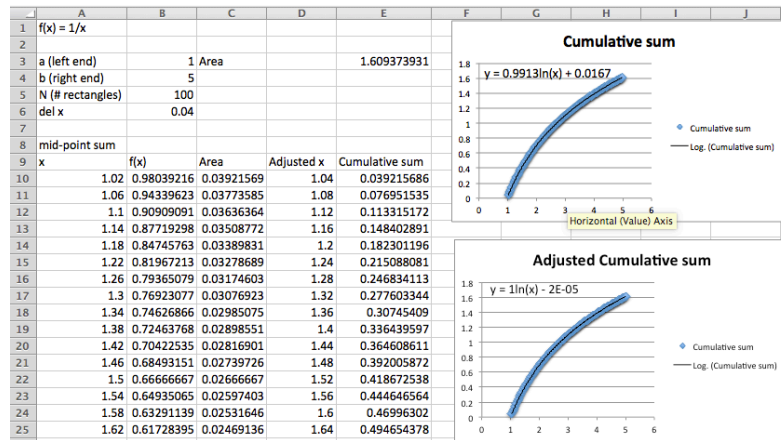 A B C D E F G H I J
1 f(x) = 1/x
2
3 a (left end) 1 Area 1.609373931
4 b (right end) 5
5 N (# rectangles) 100
6 del x 0.04
7
8 mid-point sum
9 x f(x) Area Adjusted x Cumulative sum
10 1.02 0.98039216 0.03921569 1.04 0.039215686
11 1.06 0.94339623 0.03773585 1.08 0.076951535
12 1.1 0.90909091 0.03636364 1.12 0.113315172
13 1.14 0.87719298 0.03508772 1.16 0.148402891
14 1.18 0.84745763 0.03389831 1.2 0.182301196
15 1.22 0.81967213 0.03278689 1.24 0.215088081
16 1.26 0.79365079 0.03174603 1.28 0.246834113
17 1.3 0.76923077 0.03076923 1.32 0.277603344
18 1.34 0.74626866 0.02985075 1.36 0.30745409
19 1.38 0.72463768 0.02898551 1.4 0.336439597
20 1.42 0.70422535 0.02816901 1.44 0.364608611
21 1.46 0.68493151 0.02739726 1.48 0.392005872
22 1.5 0.66666667 0.02666667 1.52 0.418672538
23 1.54 0.64935065 0.02597403 1.56 0.444646564
24 1.58 0.63291139 0.02531646 1.6 0.46996302
25 1.62 0.61728395 0.02469136 1.64 0.494654378
Cumulative sum
1.8
y = 0.9913ln(x) + 0.0167
1.6
1.4
1.2
1
0.8
0.6
0.4
0.2
0
0 1 2 3 4 5 6
Cumulative sum
Log. (Cumulative sum)
Horizontal (Value) Axis
Adjusted Cumulative sum
1.8
y = 1ln(x) - 2E-05
1.6
1.4
1.2
1
0.8
0.6
0.4
0.2
0
0 1 2 3 4 5 6
Cumulative sum
Log. (Cumulative sum)